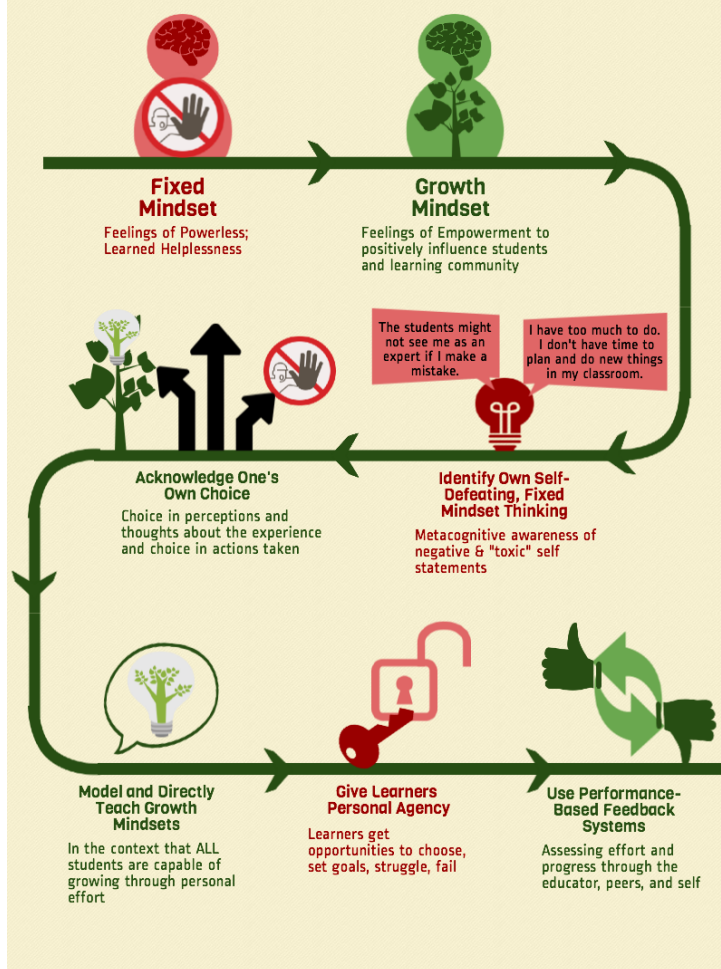 Fixed
Mindset
Feelings of Powerless;
Learned Helplessness
Growth
Mindset
Feelings of Empowerment to
positively influence students
and learning community
The students might
not see me as an
expert if I make a
mistake.
I have too much to do.
I don't have time to
plan and do new things
in my classroom.
Identify Own Self-
Defeating, Fixed
Mindset Thinking
Metacognitive awareness of
negative & "toxic" self
statements
Acknowledge One's
Own Choice
Choice in perceptions and
thoughts about the experience
and choice in actions taken
Model and Directly
Teach Growth
Mindsets
In the context that ALL
students are capable of
growing through personal
effort
Give Learners
Personal Agency
Learners get
opportunities to choose,
set goals, struggle, fail
Use Performance-
Based Feedback
Systems
Assessing effort and
progress through the
educator, peers, and self